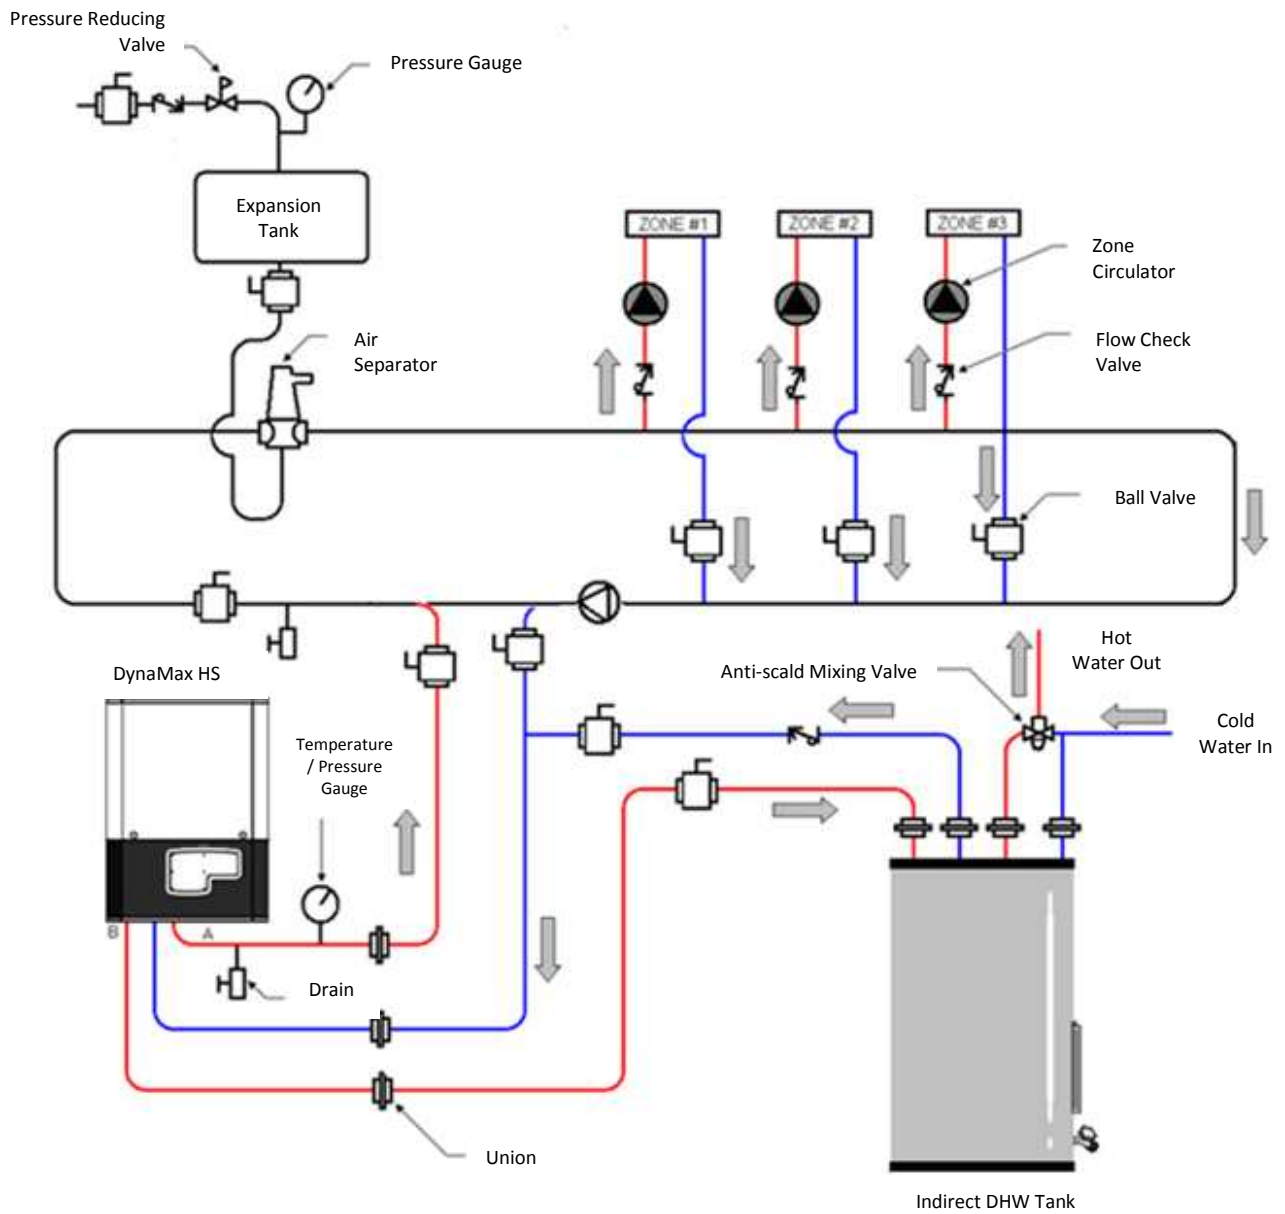 Pressure Reducing
Valve
Pressure Gauge
Expansion
Tank
ZONE #1
ZONE #2
ZONE #3
Zone
Circulator
Air
Separator
Flow Check
Valve
Ball Valve
DynaMax HS
Anti-scald Mixing Valve
Hot
Water Out
Cold
Water In
Temperature
/ Pressure
Gauge
B
A
Drain
Union
Indirect DHW Tank